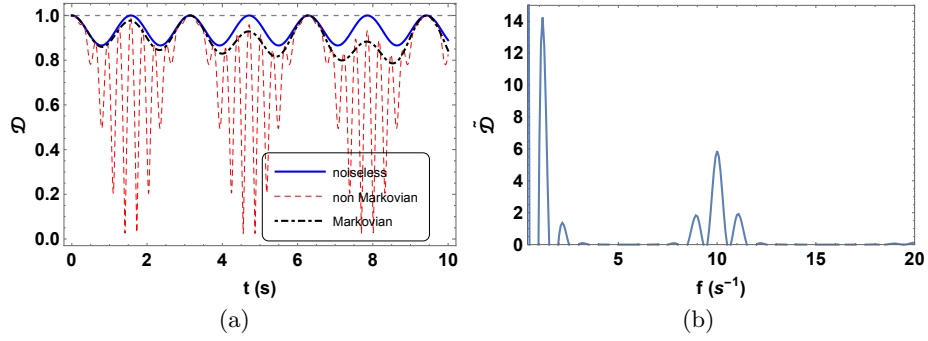 1.0
0.8
0.6
0.4
0.2
0.0
𝒟
noiseless
non Markovian
Markovian
0 2 4 6 8 10
t (s)
(a)
14
12
10
8
6
4
2
0
𝒟̃
5 10 15 20
f (s⁻¹)
(b)